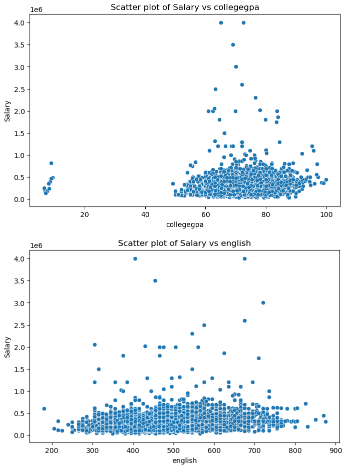 Scatter plot of Salary vs collegegpa
1e6
4.0
3.5
3.0
2.5
2.0
1.5
1.0
0.5
0.0
Salary
20 40 60 80 100
collegegpa
Scatter plot of Salary vs english
1e6
4.0
3.5
3.0
2.5
2.0
1.5
1.0
0.5
0.0
Salary
200 300 400 500 600 700 800 900
english